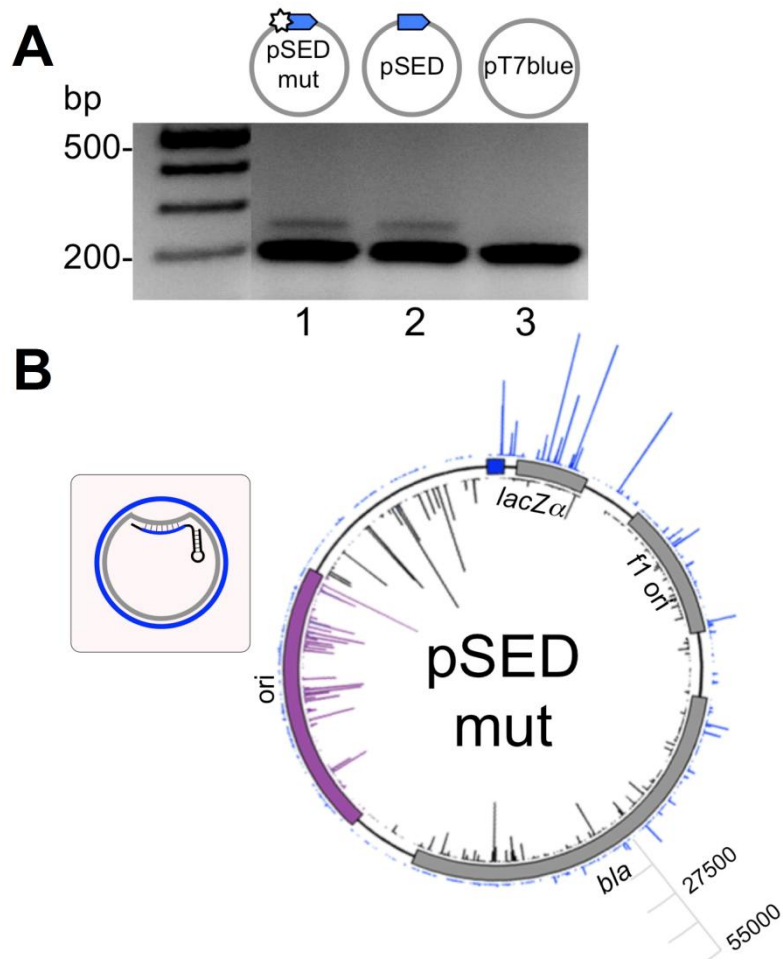 A
pSED
mut
pSED
pT7blue
bp
500-
200-
1 2 3
B
lacZα
f1 ori
ori
pSED
mut
bla
27500
55000